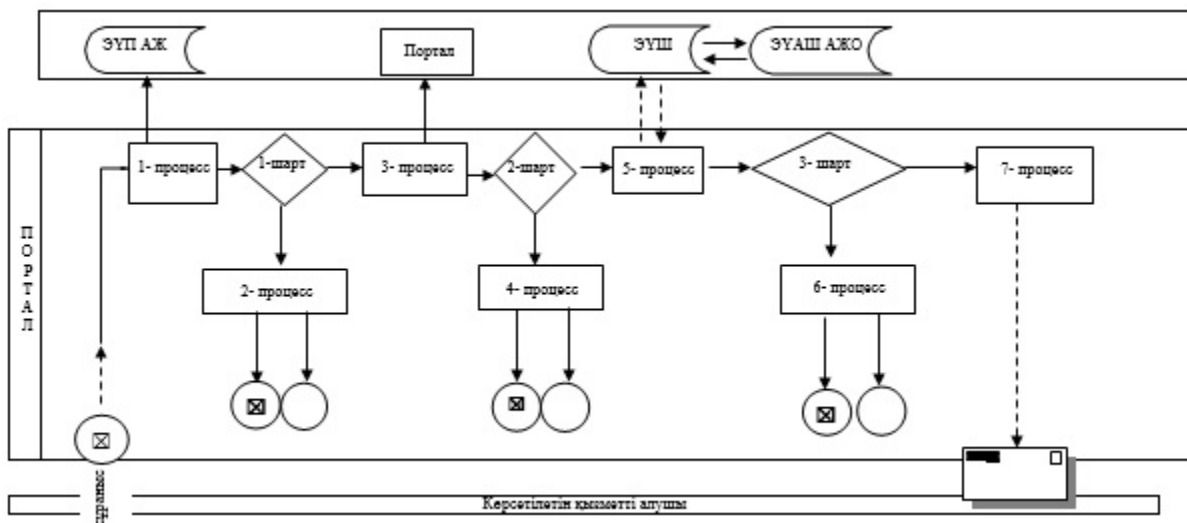 ЭҮП АЖ
Портал
ЭҮШ
ЭҮАШ АЖО
1- процесс
1-шарт
3- процесс
2-шарт
5- процесс
3- шарт
7- процесс
ПОРТАЛ
2- процесс
4- процесс
6- процесс
Көрсетілетін қызметті алушы